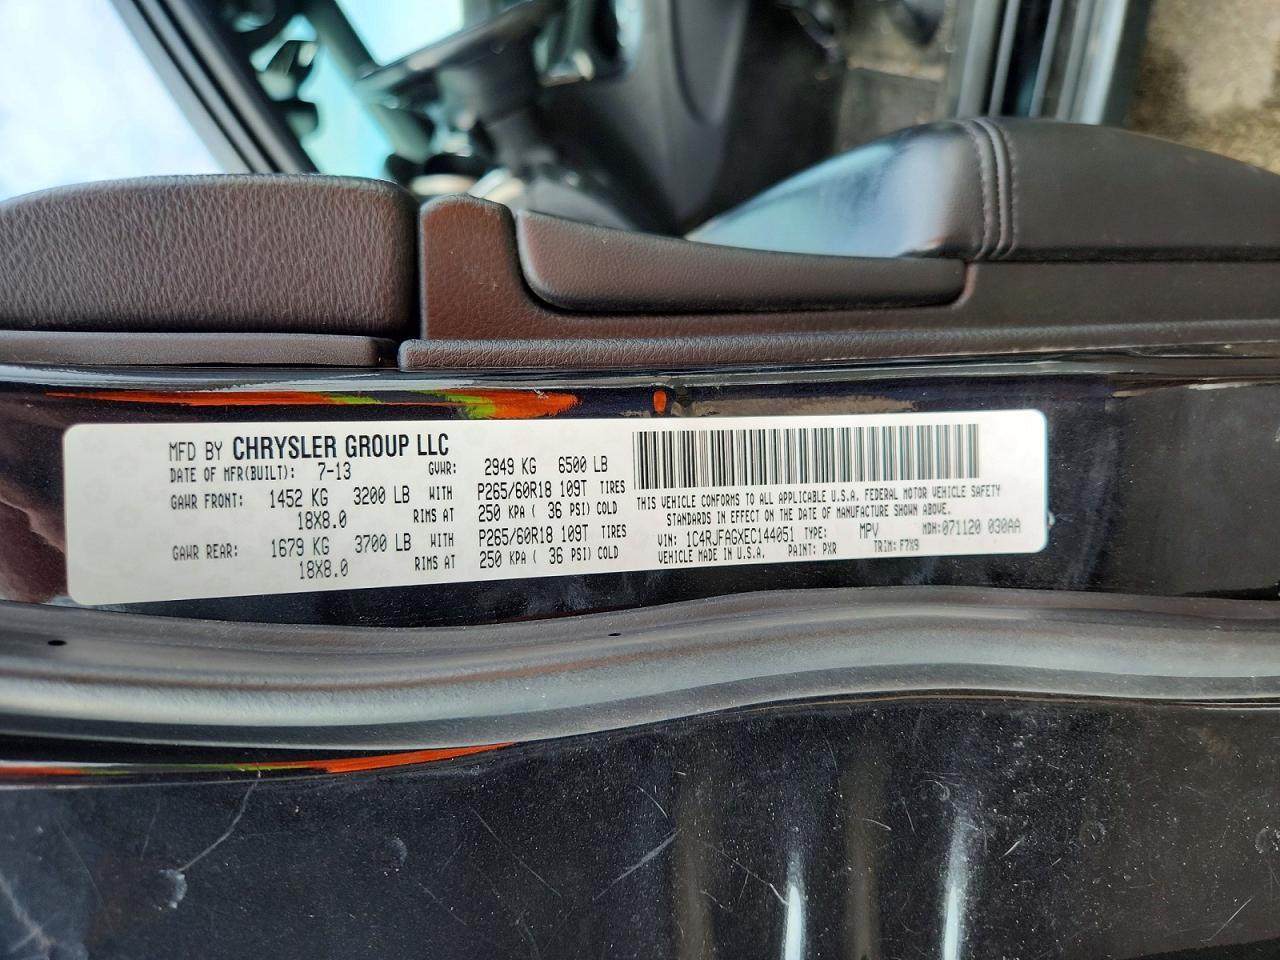 MFD BY CHRYSLER GROUP LLC
DATE OF MFR(BUILT): 7-13 GVWR: 2949 KG 6500 LB
GAWR FRONT: 1452 KG 3200 LB WITH P265/60R18 109T TIRES
18X8.0 RIMS AT 250 KPA ( 36 PSI) COLD
GAWR REAR: 1679 KG 3700 LB WITH P265/60R18 109T TIRES
18X8.0 RIMS AT 250 KPA ( 36 PSI) COLD
THIS VEHICLE CONFORMS TO ALL APPLICABLE U.S.A. FEDERAL MOTOR VEHICLE SAFETY
STANDARDS IN EFFECT ON THE DATE OF MANUFACTURE SHOWN ABOVE.
VIN: 1C4RJFAGXEC144051 TYPE: MPV MDH: 071120 030AA
VEHICLE MADE IN U.S.A. PAINT: PXR TRIM: F7X9